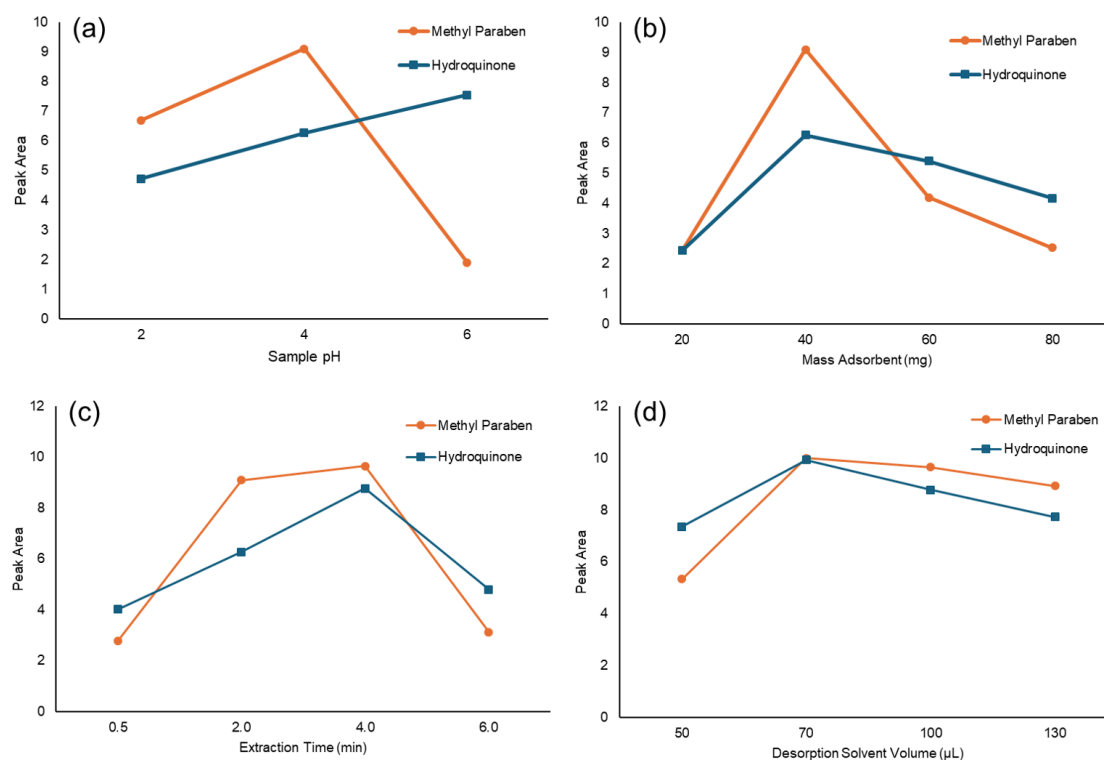 (a)
Methyl Paraben
Hydroquinone
Peak Area
10
9
8
7
6
5
4
3
2
1
0
2 4 6
Sample pH
(b)
Methyl Paraben
Hydroquinone
Peak Area
10
9
8
7
6
5
4
3
2
1
0
20 40 60 80
Mass Adsorbent (mg)
(c)
Methyl Paraben
Hydroquinone
Peak Area
12
10
8
6
4
2
0
0.5 2.0 4.0 6.0
Extraction Time (min)
(d)
Methyl Paraben
Hydroquinone
Peak Area
12
10
8
6
4
2
0
50 70 100 130
Desorption Solvent Volume (µL)